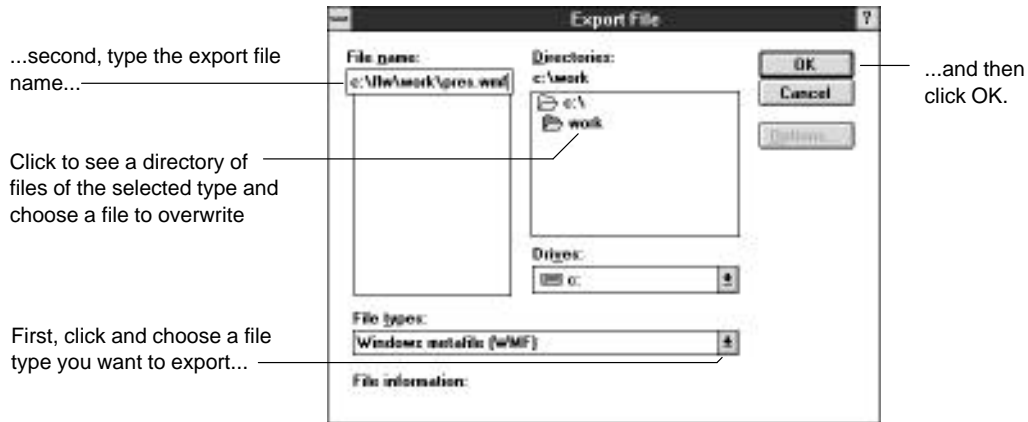 Export File
?
...second, type the export file
name...
File name:
c:\flw\work\pres.wmf
Directories:
c:\work
c:\
work
OK
Cancel
Options...
...and then
click OK.
Click to see a directory of
files of the selected type and
choose a file to overwrite
Drives:
c:
First, click and choose a file
type you want to export...
File types:
Windows metafile (WMF)
File information: